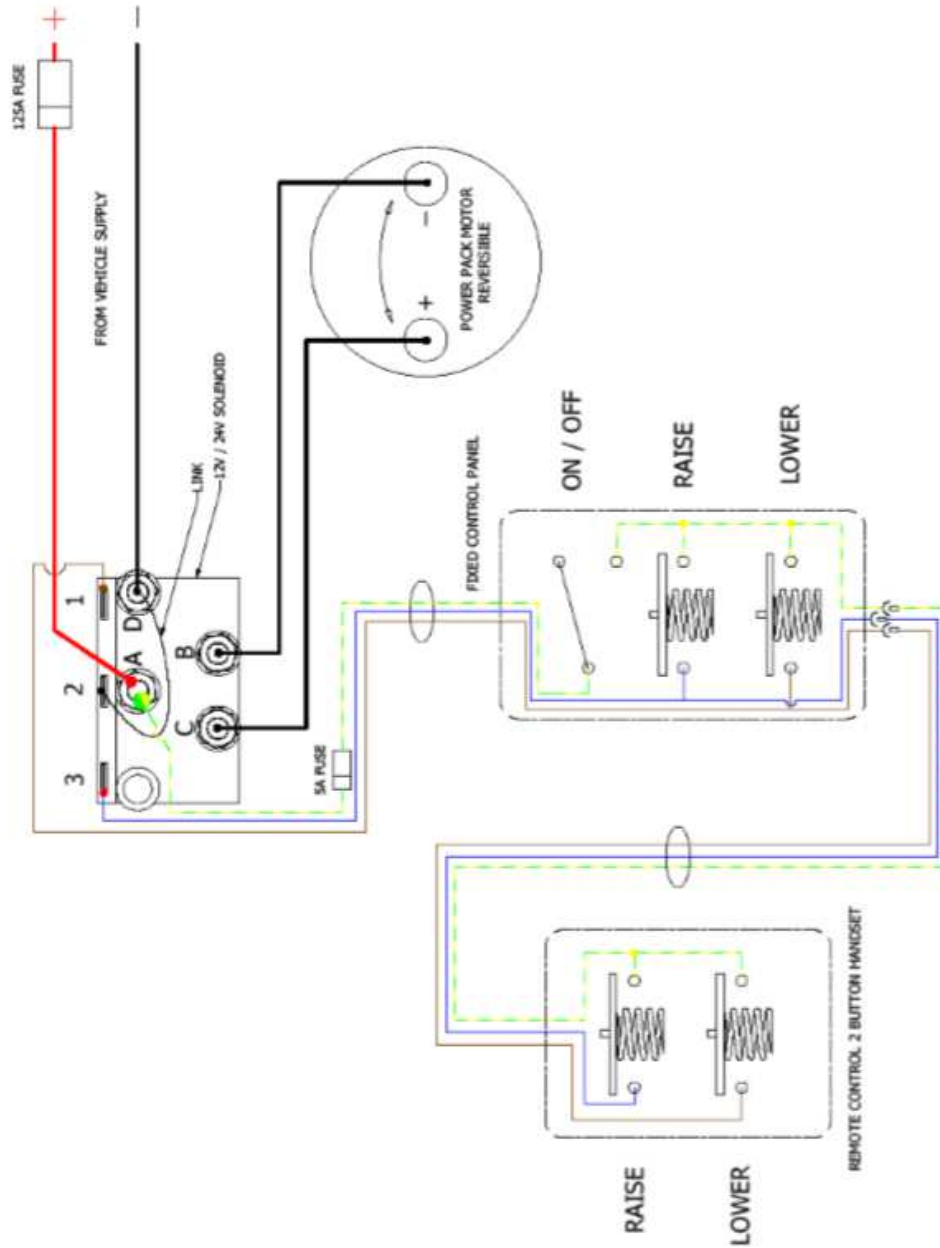 +
−
125A FUSE
FROM VEHICLE SUPPLY
LINK
12V / 24V SOLENOID
1
2
3
D
A
B
C
− +
POWER PACK MOTOR
REVERSIBLE
5A FUSE
FIXED CONTROL PANEL
ON / OFF
RAISE
LOWER
RAISE
LOWER
REMOTE CONTROL 2 BUTTON HANDSET